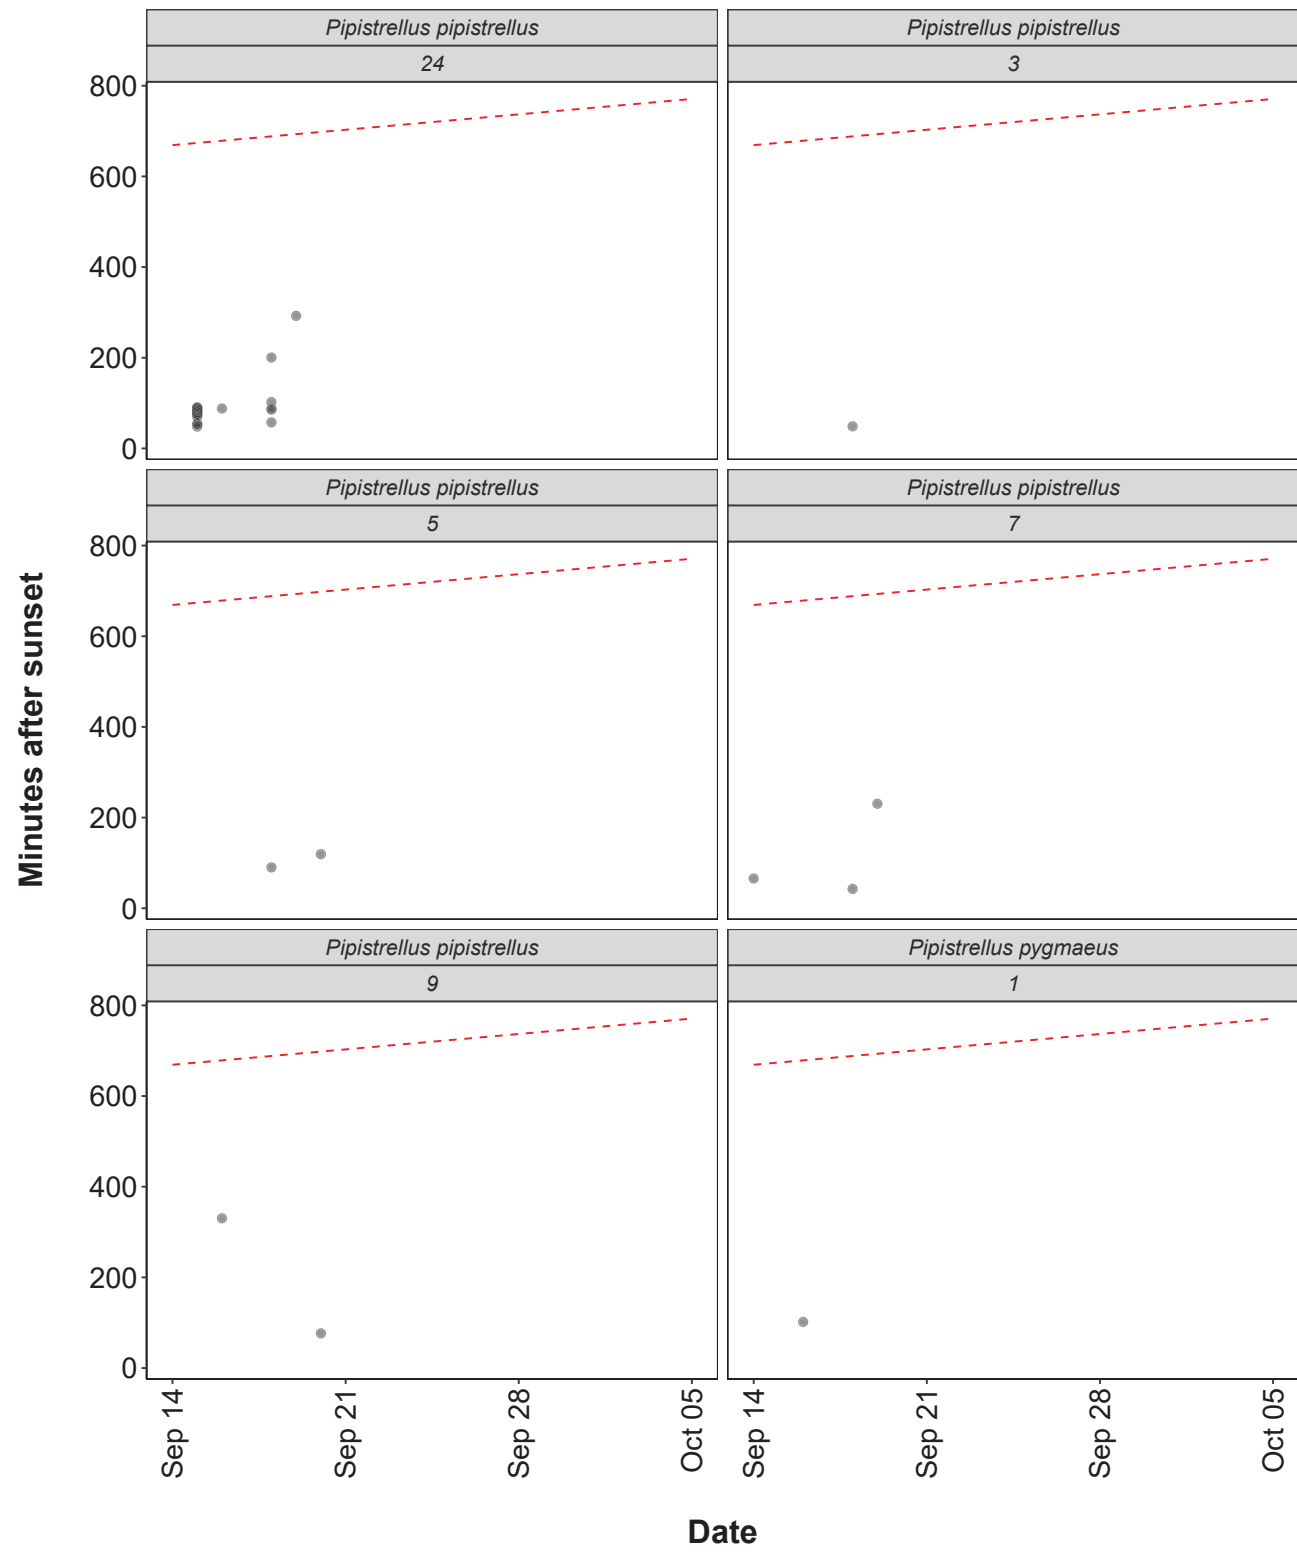 Pipistrellus pipistrellus
24
Pipistrellus pipistrellus
3
800
600
400
200
0
Pipistrellus pipistrellus
5
Pipistrellus pipistrellus
7
800
600
400
200
0
Minutes after sunset
Pipistrellus pipistrellus
9
Pipistrellus pygmaeus
1
800
600
400
200
0
Sep 14
Sep 21
Sep 28
Oct 05
Sep 14
Sep 21
Sep 28
Oct 05
Date